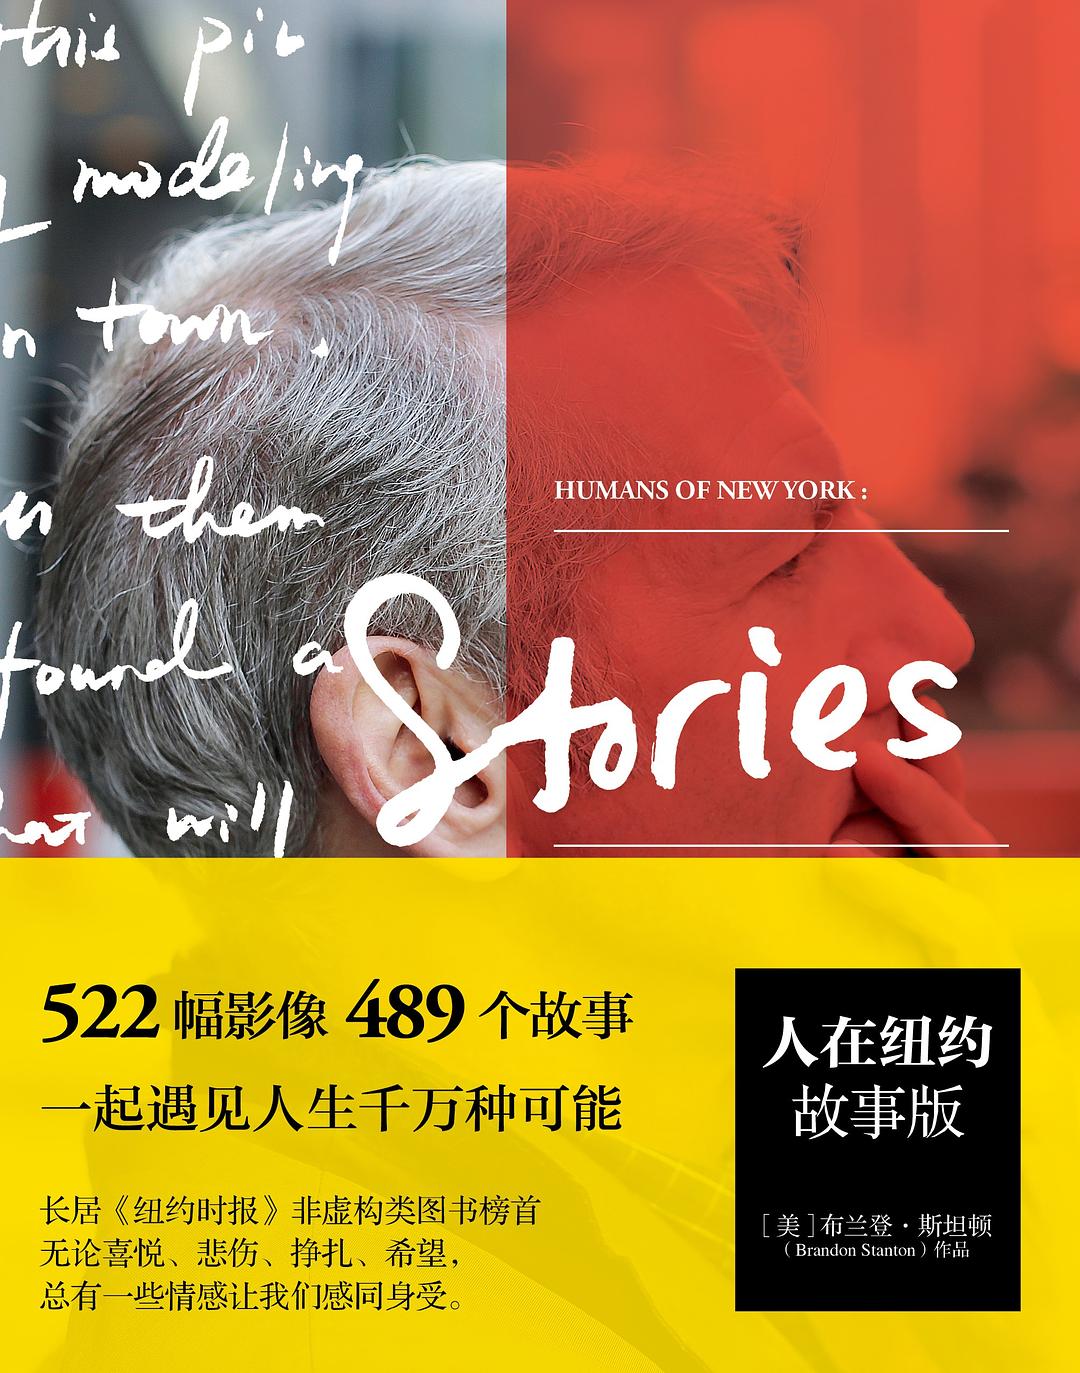 this pic
modeling
town.
them
found a
will
HUMANS OF NEW YORK :
Stories
522 幅影像 489 个故事
一起遇见人生千万种可能
长居《纽约时报》非虚构类图书榜首
无论喜悦、悲伤、挣扎、希望，
总有一些情感让我们感同身受。
人在纽约
故事版
［美］布兰登·斯坦顿
（Brandon Stanton）作品